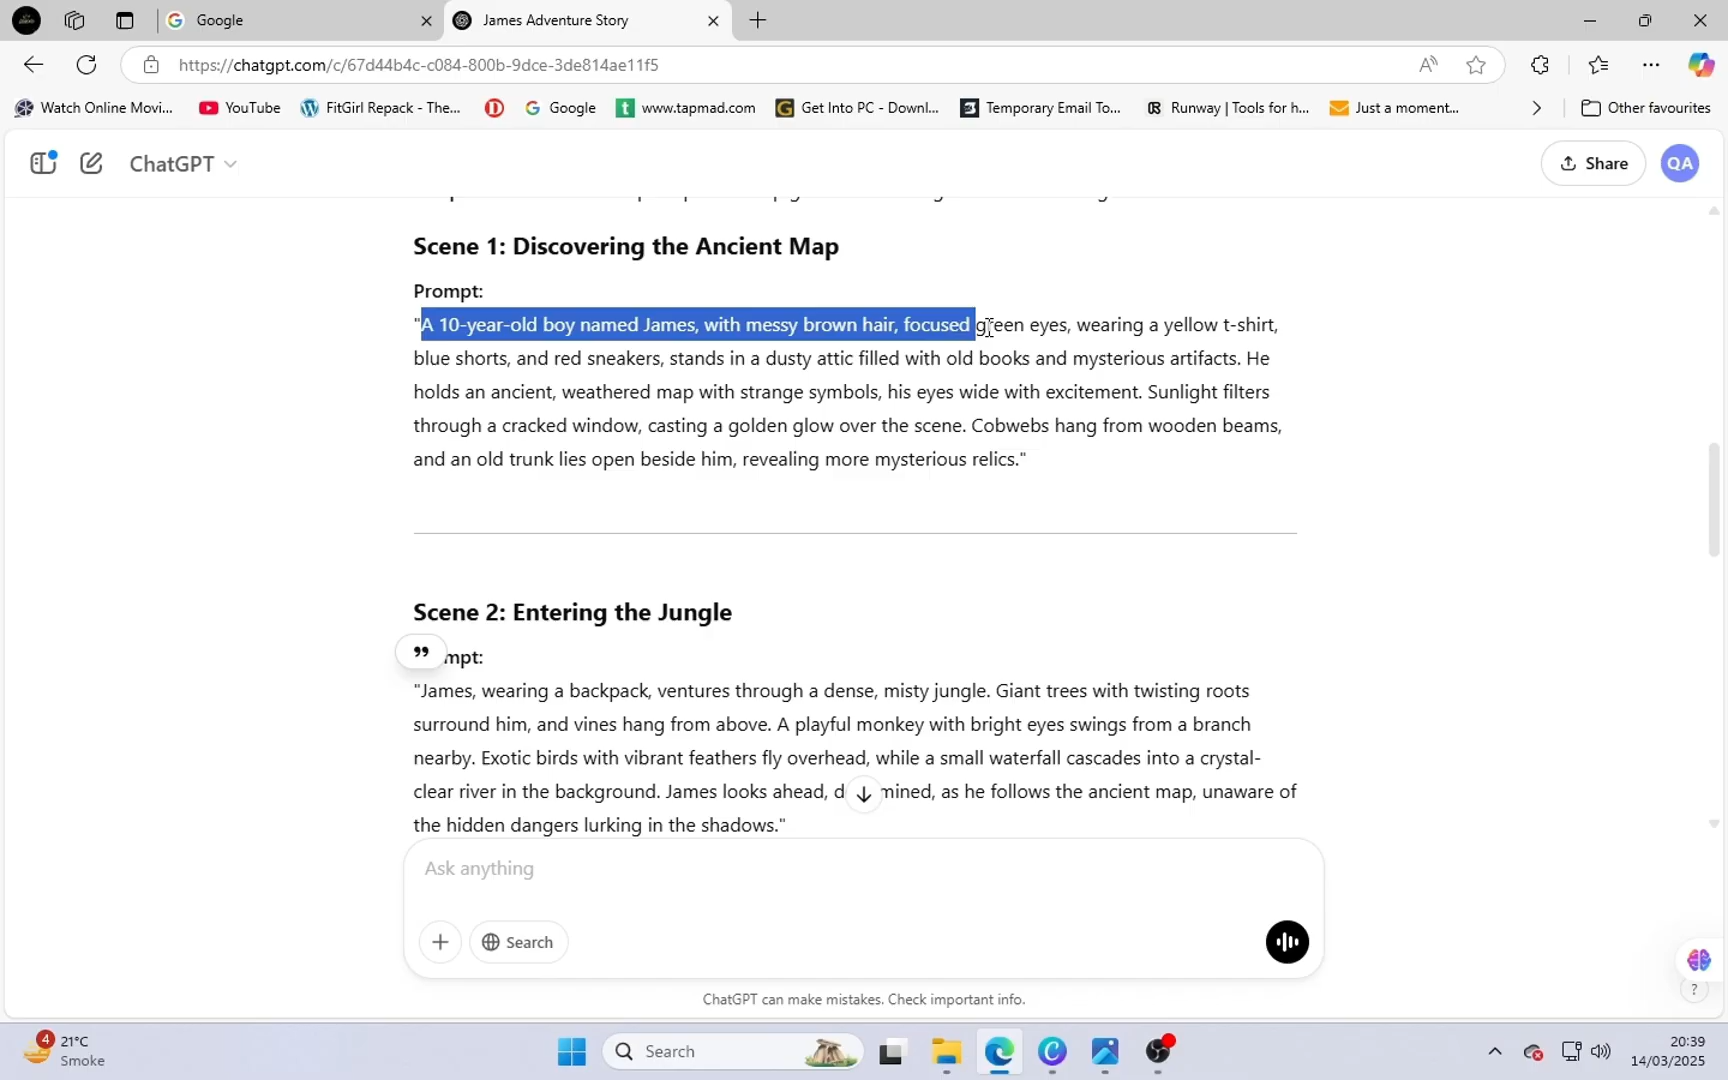 Google
James Adventure Story
https://chatgpt.com/c/67d44b4c-c084-800b-9dce-3de814ae11f5
Watch Online Movi...
YouTube
FitGirl Repack - The...
Google
www.tapmad.com
Get Into PC - Downl...
Temporary Email To...
Runway | Tools for h...
Just a moment...
Other favourites
ChatGPT
Share
QA
Scene 1: Discovering the Ancient Map
Prompt:
"A 10-year-old boy named James, with messy brown hair, focused green eyes, wearing a yellow t-shirt,
blue shorts, and red sneakers, stands in a dusty attic filled with old books and mysterious artifacts. He
holds an ancient, weathered map with strange symbols, his eyes wide with excitement. Sunlight filters
through a cracked window, casting a golden glow over the scene. Cobwebs hang from wooden beams,
and an old trunk lies open beside him, revealing more mysterious relics."
Scene 2: Entering the Jungle
mpt:
"James, wearing a backpack, ventures through a dense, misty jungle. Giant trees with twisting roots
surround him, and vines hang from above. A playful monkey with bright eyes swings from a branch
nearby. Exotic birds with vibrant feathers fly overhead, while a small waterfall cascades into a crystal-
clear river in the background. James looks ahead, d mined, as he follows the ancient map, unaware of
the hidden dangers lurking in the shadows."
Ask anything
Search
ChatGPT can make mistakes. Check important info.
?
4
21°C
Smoke
Search
20:39
14/03/2025